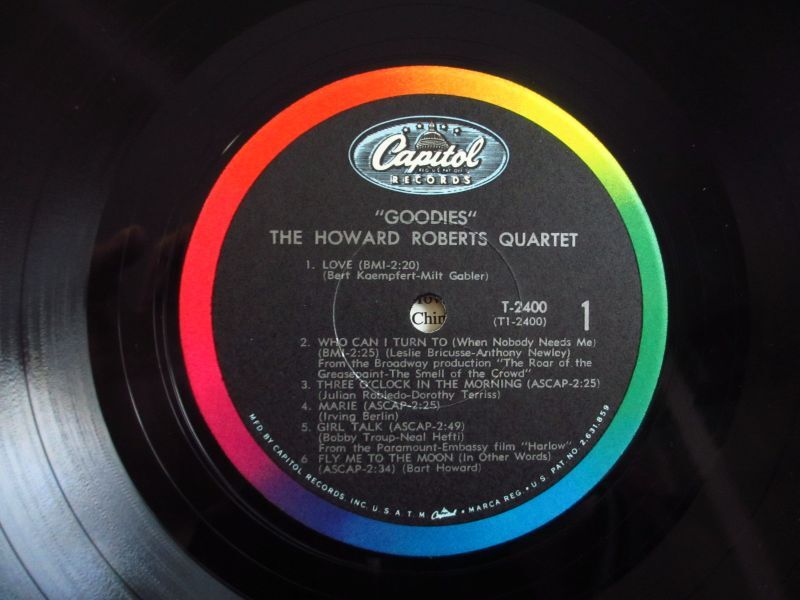 Capitol
REG. U.S. PAT. OFF.
RECORDS
"GOODIES"
THE HOWARD ROBERTS QUARTET
1. LOVE (BMI-2:20)
(Bert Kaempfert-Milt Gabler)
T-2400
(T1-2400)
1
Chin
2. WHO CAN I TURN TO (When Nobody Needs Me)
(BMI-2:25) (Leslie Bricusse-Anthony Newley)
From the Broadway production "The Roar of the
Greasepaint-The Smell of the Crowd"
3. THREE O'CLOCK IN THE MORNING (ASCAP-2:25)
(Julian Robledo-Dorothy Terriss)
4. MARIE (ASCAP-2:25)
(Irving Berlin)
5. GIRL TALK (ASCAP-2:49)
(Bobby Troup-Neal Hefti)
From the Paramount-Embassy film "Harlow"
6. FLY ME TO THE MOON (In Other Words)
(ASCAP-2:34) (Bart Howard)
MFD. BY CAPITOL RECORDS, INC. U.S.A. T.M. Capitol • MARCA REG. • U.S. PAT. NO. 2,631,859